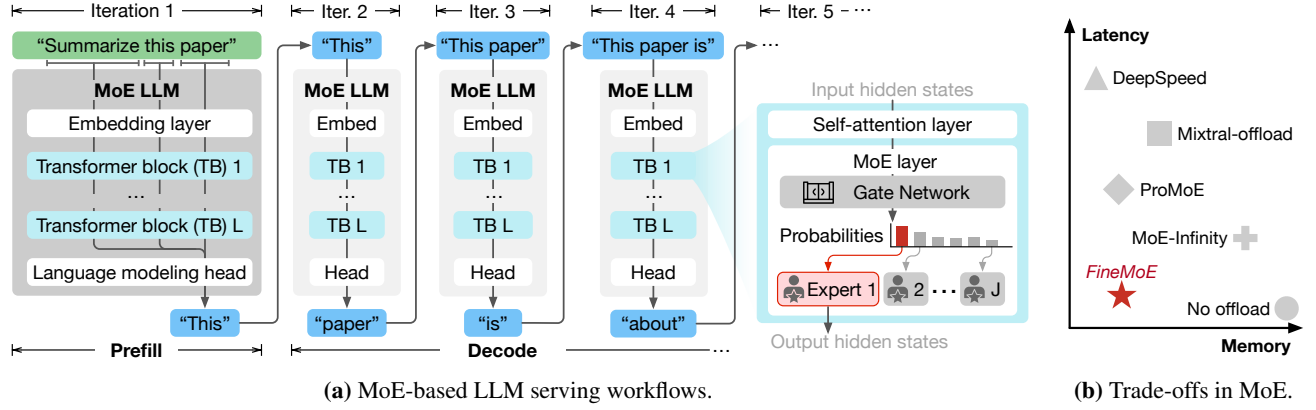 Iteration 1
Iter. 2
Iter. 3
Iter. 4
Iter. 5 ...
“Summarize this paper”
“This”
“This paper”
“This paper is”
...
MoE LLM
Embedding layer
Transformer block (TB) 1
...
Transformer block (TB) L
Language modeling head
“This”
Prefill
MoE LLM
Embed
TB 1
...
TB L
Head
“paper”
MoE LLM
Embed
TB 1
...
TB L
Head
“is”
MoE LLM
Embed
TB 1
...
TB L
Head
“about”
Decode
...
Input hidden states
Self-attention layer
MoE layer
Gate Network
Probabilities
Expert 1
2
...
J
Output hidden states
(a) MoE-based LLM serving workflows.
Latency
DeepSpeed
Mixtral-offload
ProMoE
MoE-Infinity
FineMoE
No offload
Memory
(b) Trade-offs in MoE.